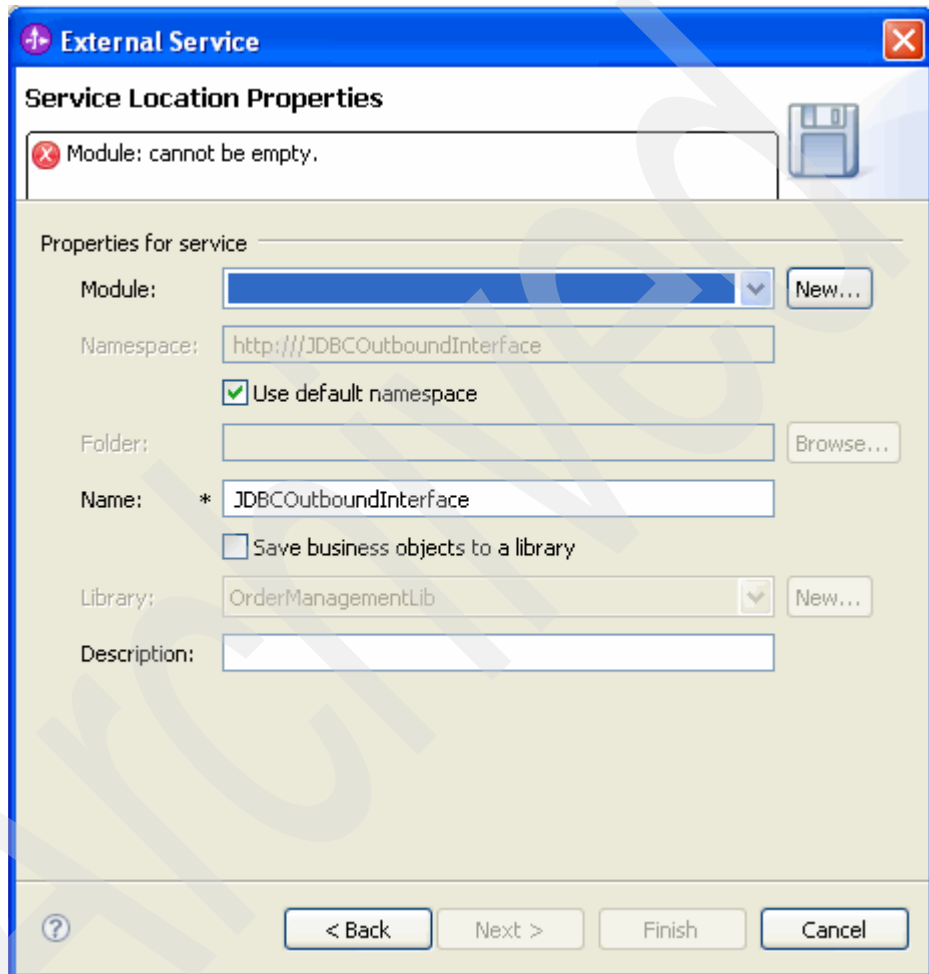 External Service
Service Location Properties
Module: cannot be empty.
Properties for service
Module: New...
Namespace: http:///JDBCOutboundInterface
Use default namespace
Folder: Browse...
Name: * JDBCOutboundInterface
Save business objects to a library
Library: OrderManagementLib New...
Description:
? < Back Next > Finish Cancel
Archived